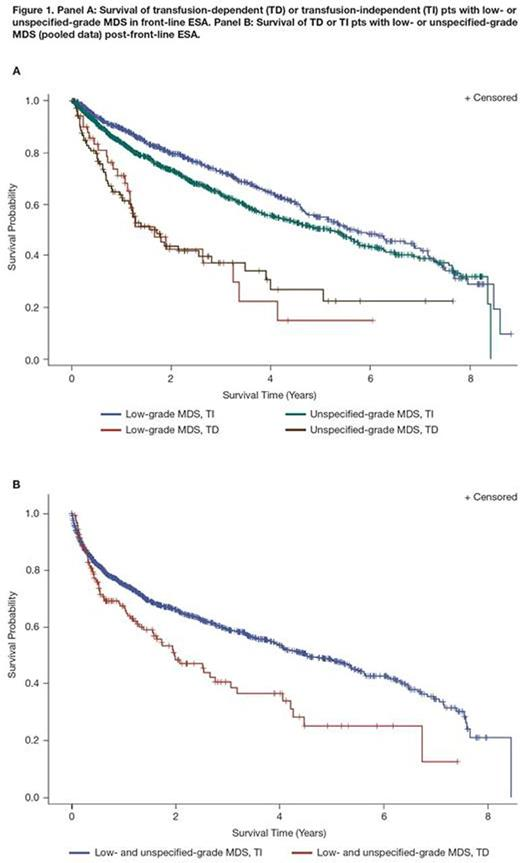 Figure 1. Panel A: Survival of transfusion-dependent (TD) or transfusion-independent (TI) pts with low- or
unspecified-grade MDS in front-line ESA. Panel B: Survival of TD or TI pts with low- or unspecified-grade
MDS (pooled data) post-front-line ESA.
A
+ Censored
1.0
0.8
0.6
0.4
0.2
0.0
Survival Probability
0 2 4 6 8
Survival Time (Years)
Low-grade MDS, TI Unspecified-grade MDS, TI
Low-grade MDS, TD Unspecified-grade MDS, TD
B
+ Censored
1.0
0.8
0.6
0.4
0.2
0.0
Survival Probability
0 2 4 6 8
Survival Time (Years)
Low- and unspecified-grade MDS, TI Low- and unspecified-grade MDS, TD